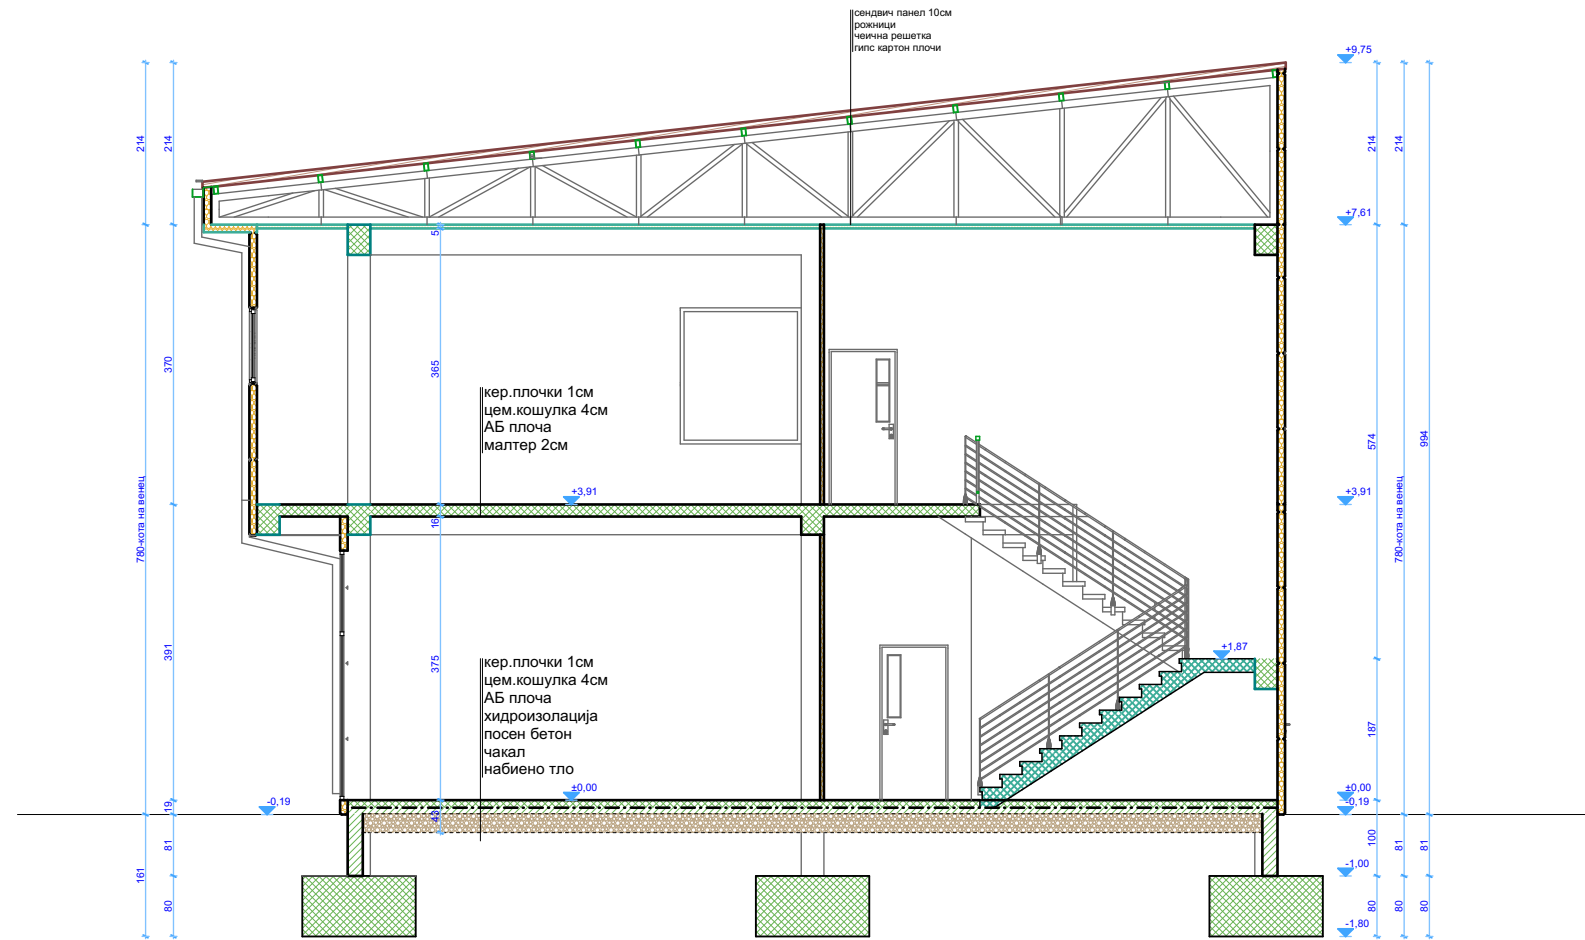 сендвич панел 10см
рожници
чеична решетка
гипс картон плочи
+9,75
214
214
214
214
+7,61
5
370
365
кер.плочки 1см
цем.кошулка 4см
АБ плоча
малтер 2см
574
994
780-кота на венец
780-кота на венец
+3,91
+3,91
16
391
375
кер.плочки 1см
цем.кошулка 4см
АБ плоча
хидроизолација
посен бетон
чакал
набиено тло
+1,87
187
±0,00
±0,00
-0,19
-0,19
19
43
81
100
81
81
161
-1,00
80
80
80
80
-1,80